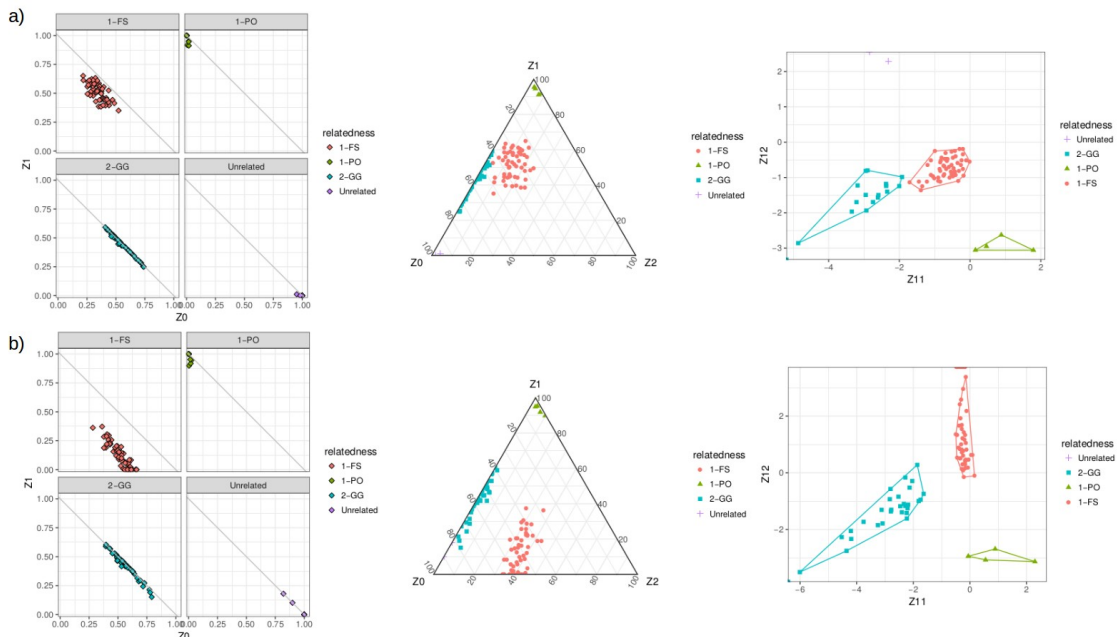 a)
1-FS
1-PO
1.00
0.75
0.50
0.25
0.00
Z1
2-GG
Unrelated
1.00
0.75
0.50
0.25
0.00
0.00 0.25 0.50 0.75 1.00 0.00 0.25 0.50 0.75 1.00
Z0
relatedness
1-FS
1-PO
2-GG
Unrelated
Z1
100
20
80
40
60
60
40
80
20
100
Z0
20
40
60
80
100
Z2
relatedness
1-FS
1-PO
2-GG
Unrelated
2
1
0
-1
-2
-3
Z12
-4 -2 0 2
Z11
relatedness
Unrelated
2-GG
1-PO
1-FS
b)
1-FS
1-PO
1.00
0.75
0.50
0.25
0.00
Z1
2-GG
Unrelated
1.00
0.75
0.50
0.25
0.00
0.00 0.25 0.50 0.75 1.00 0.00 0.25 0.50 0.75 1.00
Z0
relatedness
1-FS
1-PO
2-GG
Unrelated
Z1
100
20
80
40
60
60
40
80
20
100
Z0
20
40
60
80
100
Z2
relatedness
1-FS
1-PO
2-GG
Unrelated
2
0
-2
Z12
-6 -4 -2 0 2
Z11
relatedness
Unrelated
2-GG
1-PO
1-FS